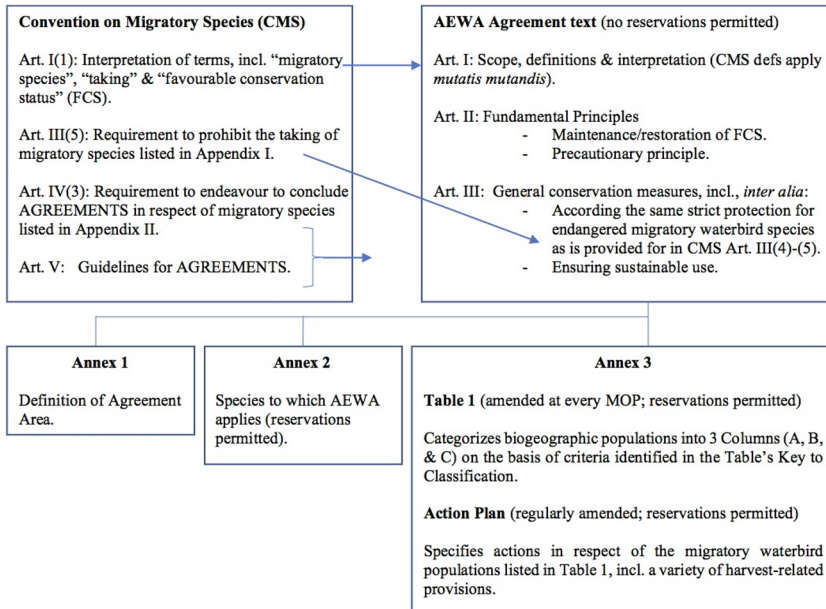 Convention on Migratory Species (CMS)
Art. I(1): Interpretation of terms, incl. “migratory
species”, “taking” & “favourable conservation
status” (FCS).
Art. III(5): Requirement to prohibit the taking of
migratory species listed in Appendix I.
Art. IV(3): Requirement to endeavour to conclude
AGREEMENTS in respect of migratory species
listed in Appendix II.
Art. V: Guidelines for AGREEMENTS.
AEWA Agreement text (no reservations permitted)
Art. I: Scope, definitions & interpretation (CMS defs apply
mutatis mutandis).
Art. II: Fundamental Principles
- Maintenance/restoration of FCS.
- Precautionary principle.
Art. III: General conservation measures, incl., inter alia:
- According the same strict protection for
endangered migratory waterbird species
as is provided for in CMS Art. III(4)-(5).
- Ensuring sustainable use.
Annex 1
Definition of Agreement
Area.
Annex 2
Species to which AEWA
applies (reservations
permitted).
Annex 3
Table 1 (amended at every MOP; reservations permitted)
Categorizes biogeographic populations into 3 Columns (A, B,
& C) on the basis of criteria identified in the Table’s Key to
Classification.
Action Plan (regularly amended; reservations permitted)
Specifies actions in respect of the migratory waterbird
populations listed in Table 1, incl. a variety of harvest-related
provisions.